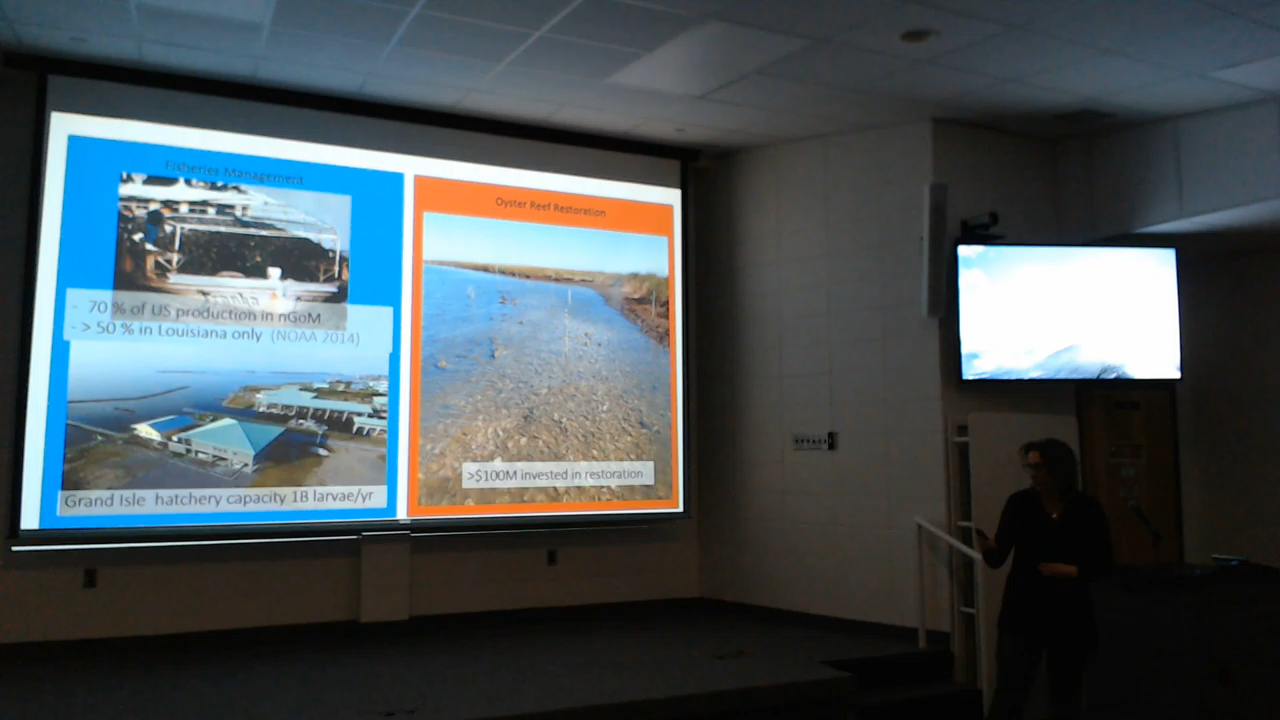 Fisheries Management
- 70 % of US production in nGoM
- > 50 % in Louisiana only (NOAA 2014)
Grand Isle hatchery capacity 1B larvae/yr
Oyster Reef Restoration
>$100M invested in restoration